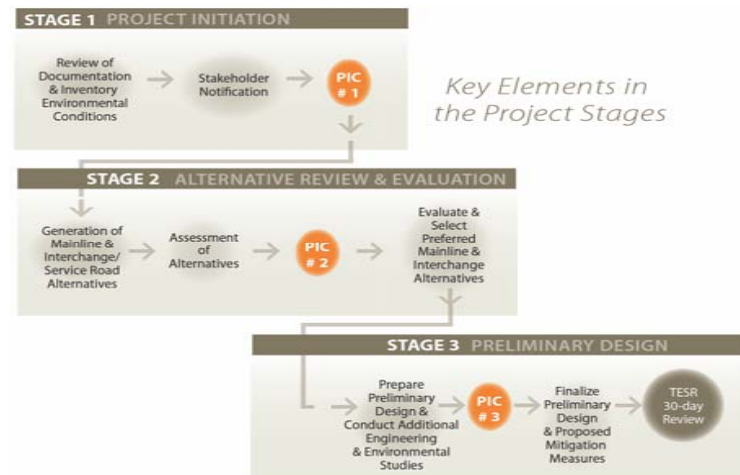 STAGE 1 PROJECT INITIATION
Review of
Documentation
& Inventory
Environmental
Conditions
Stakeholder
Notification
PIC
# 1
Key Elements in
the Project Stages
STAGE 2 ALTERNATIVE REVIEW & EVALUATION
Generation of
Mainline &
Interchange/
Service Road
Alternatives
Assessment
of
Alternatives
PIC
# 2
Evaluate &
Select
Preferred
Mainline &
Interchange
Alternatives
STAGE 3 PRELIMINARY DESIGN
Prepare
Preliminary
Design &
Conduct Additional
Engineering
& Environmental
Studies
PIC
# 3
Finalize
Preliminary
Design
& Proposed
Mitigation
Measures
TESR
30-day
Review